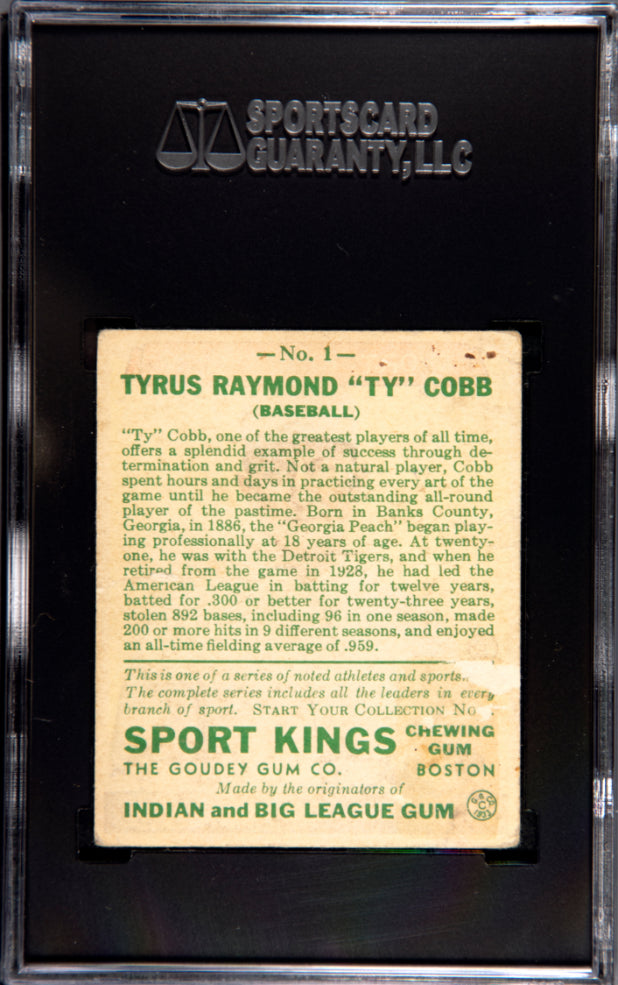 SPORTSCARD
GUARANTY, LLC
—No. 1—
TYRUS RAYMOND "TY" COBB
(BASEBALL)
"Ty" Cobb, one of the greatest players of all time,
offers a splendid example of success through de-
termination and grit. Not a natural player, Cobb
spent hours and days in practicing every art of the
game until he became the outstanding all-round
player of the pastime. Born in Banks County,
Georgia, in 1886, the "Georgia Peach" began play-
ing professionally at 18 years of age. At twenty-
one, he was with the Detroit Tigers, and when he
retired from the game in 1928, he had led the
American League in batting for twelve years,
batted for .300 or better for twenty-three years,
stolen 892 bases, including 96 in one season, made
200 or more hits in 9 different seasons, and enjoyed
an all-time fielding average of .959.
This is one of a series of noted athletes and sports..
The complete series includes all the leaders in every
branch of sport. START YOUR COLLECTION NO .
SPORT KINGS CHEWING GUM
THE GOUDEY GUM CO. BOSTON
Made by the originators of
INDIAN and BIG LEAGUE GUM